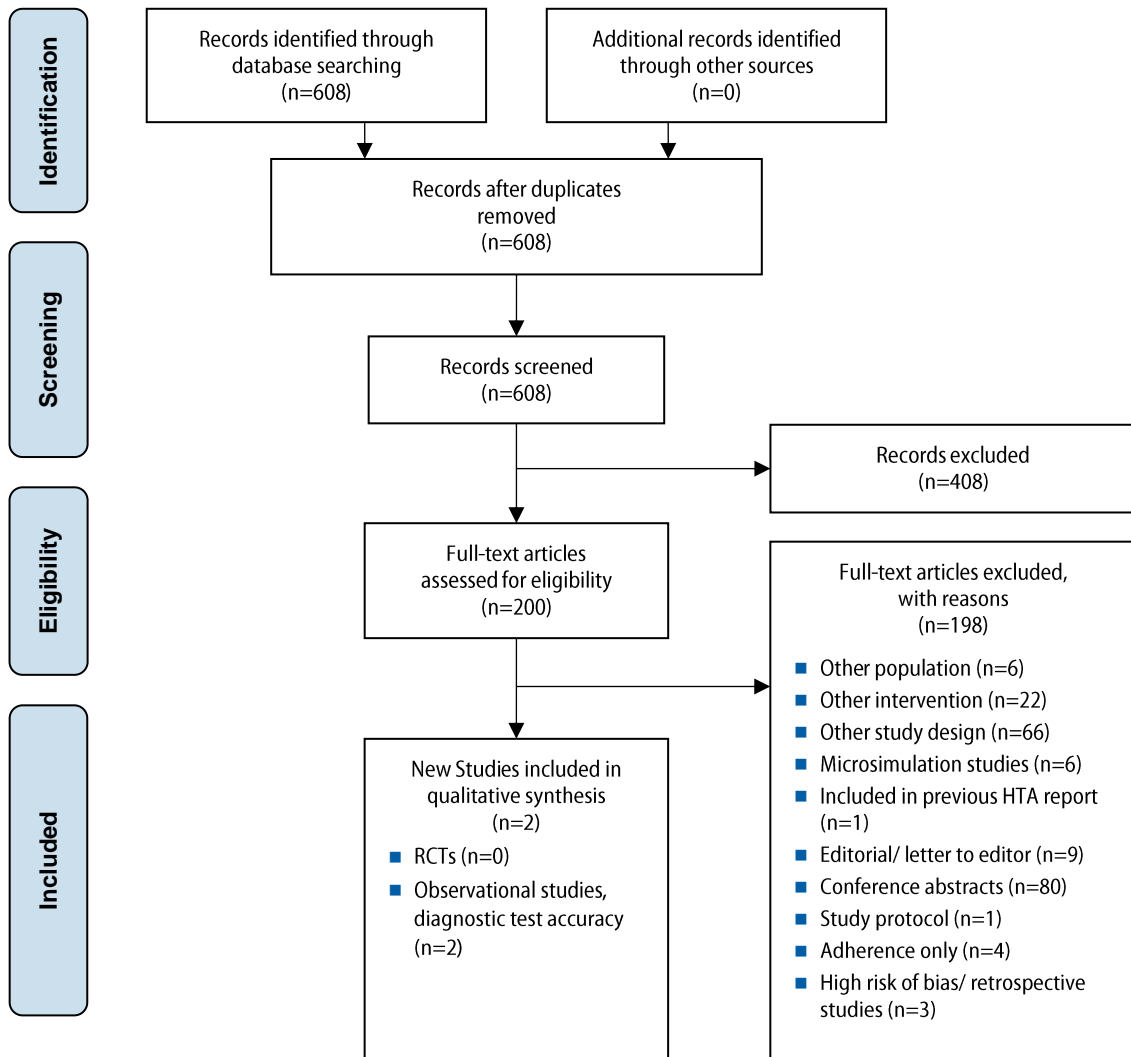 Identification
Records identified through
database searching
(n=608)
Additional records identified
through other sources
(n=0)
Records after duplicates
removed
(n=608)
Screening
Records screened
(n=608)
Records excluded
(n=408)
Eligibility
Full-text articles
assessed for eligibility
(n=200)
Full-text articles excluded,
with reasons
(n=198)
Other population (n=6)
Other intervention (n=22)
Other study design (n=66)
Microsimulation studies (n=6)
Included in previous HTA report
(n=1)
Editorial/ letter to editor (n=9)
Conference abstracts (n=80)
Study protocol (n=1)
Adherence only (n=4)
High risk of bias/ retrospective
studies (n=3)
Included
New Studies included in
qualitative synthesis
(n=2)
RCTs (n=0)
Observational studies,
diagnostic test accuracy
(n=2)